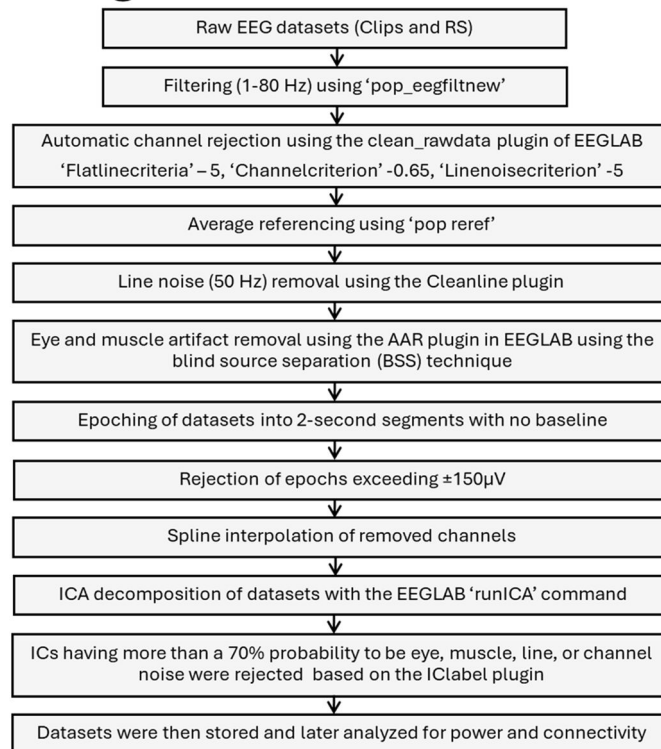 Raw EEG datasets (Clips and RS)
Filtering (1-80 Hz) using ‘pop_eegfiltnew’
Automatic channel rejection using the clean_rawdata plugin of EEGLAB
‘Flatlinecriteria’ – 5, ‘Channelcriterion’ -0.65, ‘Linenoisecriterion’ -5
Average referencing using ‘pop reref’
Line noise (50 Hz) removal using the Cleanline plugin
Eye and muscle artifact removal using the AAR plugin in EEGLAB using the
blind source separation (BSS) technique
Epoching of datasets into 2-second segments with no baseline
Rejection of epochs exceeding ±150µV
Spline interpolation of removed channels
ICA decomposition of datasets with the EEGLAB ‘runICA’ command
ICs having more than a 70% probability to be eye, muscle, line, or channel
noise were rejected based on the IClabel plugin
Datasets were then stored and later analyzed for power and connectivity